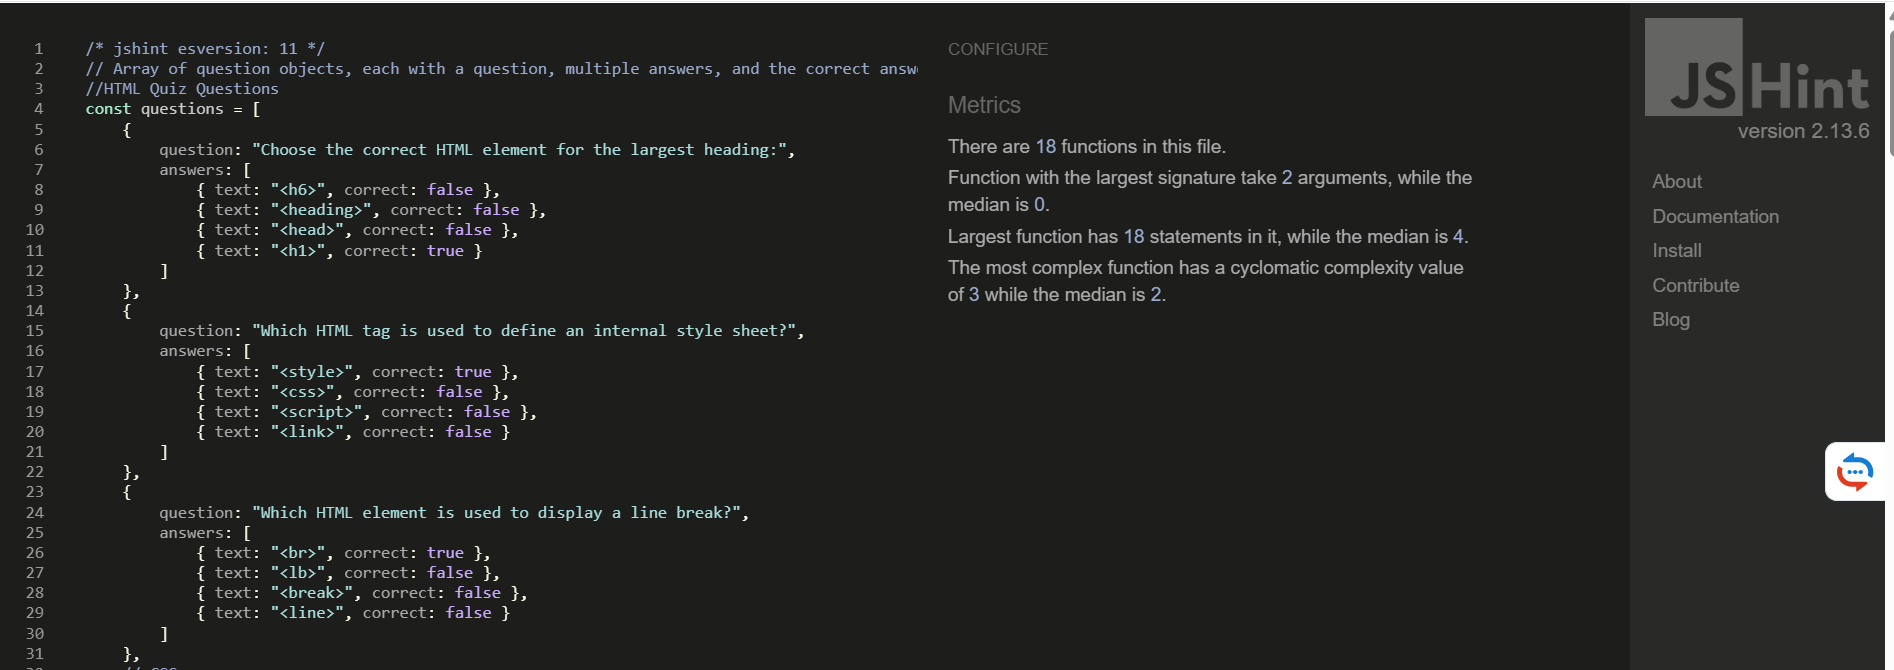 1 /* jshint esversion: 11 */
2 // Array of question objects, each with a question, multiple answers, and the correct answ
3 //HTML Quiz Questions
4 const questions = [
5 {
6 question: "Choose the correct HTML element for the largest heading:",
7 answers: [
8 { text: "<h6>", correct: false },
9 { text: "<heading>", correct: false },
10 { text: "<head>", correct: false },
11 { text: "<h1>", correct: true }
12 ]
13 },
14 {
15 question: "Which HTML tag is used to define an internal style sheet?",
16 answers: [
17 { text: "<style>", correct: true },
18 { text: "<css>", correct: false },
19 { text: "<script>", correct: false },
20 { text: "<link>", correct: false }
21 ]
22 },
23 {
24 question: "Which HTML element is used to display a line break?",
25 answers: [
26 { text: "<br>", correct: true },
27 { text: "<lb>", correct: false },
28 { text: "<break>", correct: false },
29 { text: "<line>", correct: false }
30 ]
31 },
CONFIGURE
Metrics
There are 18 functions in this file.
Function with the largest signature take 2 arguments, while the
median is 0.
Largest function has 18 statements in it, while the median is 4.
The most complex function has a cyclomatic complexity value
of 3 while the median is 2.
JSHint
version 2.13.6
About
Documentation
Install
Contribute
Blog